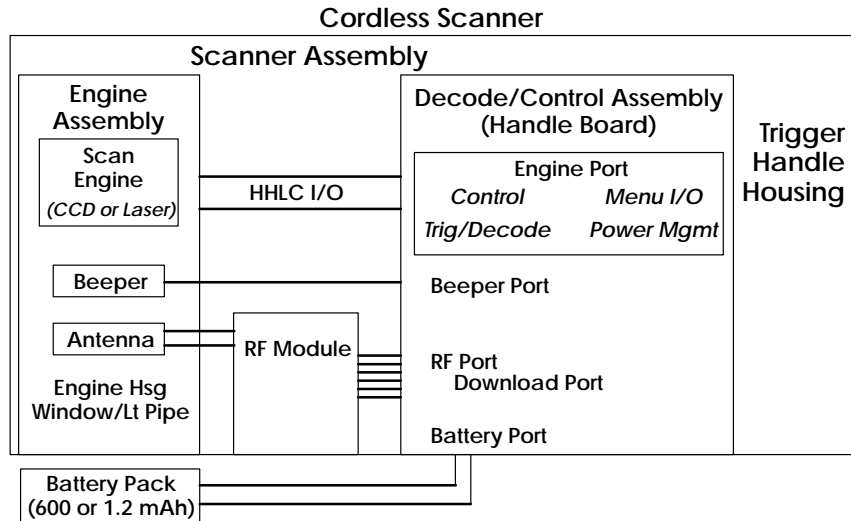 Cordless Scanner
Scanner Assembly
Engine
Assembly
Scan
Engine
(CCD or Laser)
HHLC I/O
Decode/Control Assembly
(Handle Board)
Engine Port
Control Menu I/O
Trig/Decode Power Mgmt
Trigger
Handle
Housing
Beeper
Beeper Port
Antenna
RF Module
RF Port
Download Port
Engine Hsg
Window/Lt Pipe
Battery Port
Battery Pack
(600 or 1.2 mAh)